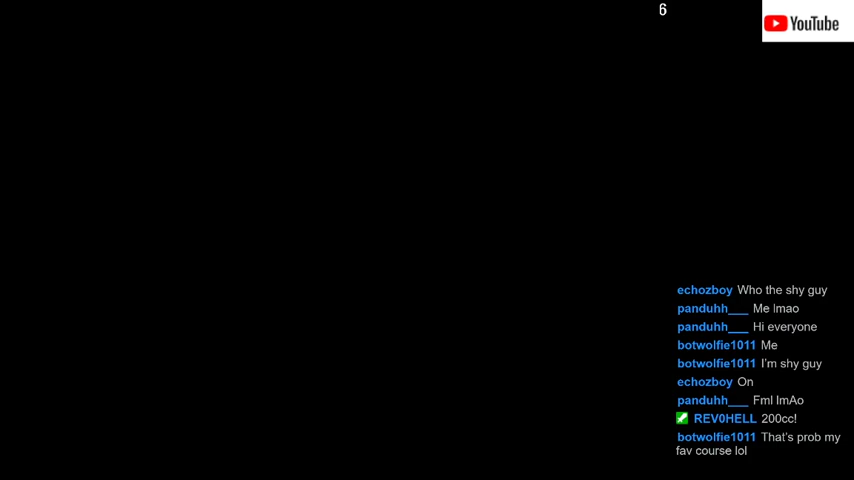 6
YouTube
echozboy Who the shy guy
panduhh___ Me lmao
panduhh___ Hi everyone
botwolfie1011 Me
botwolfie1011 I'm shy guy
echozboy On
panduhh___ Fml lmAo
REV0HELL 200cc!
botwolfie1011 That's prob my
fav course lol